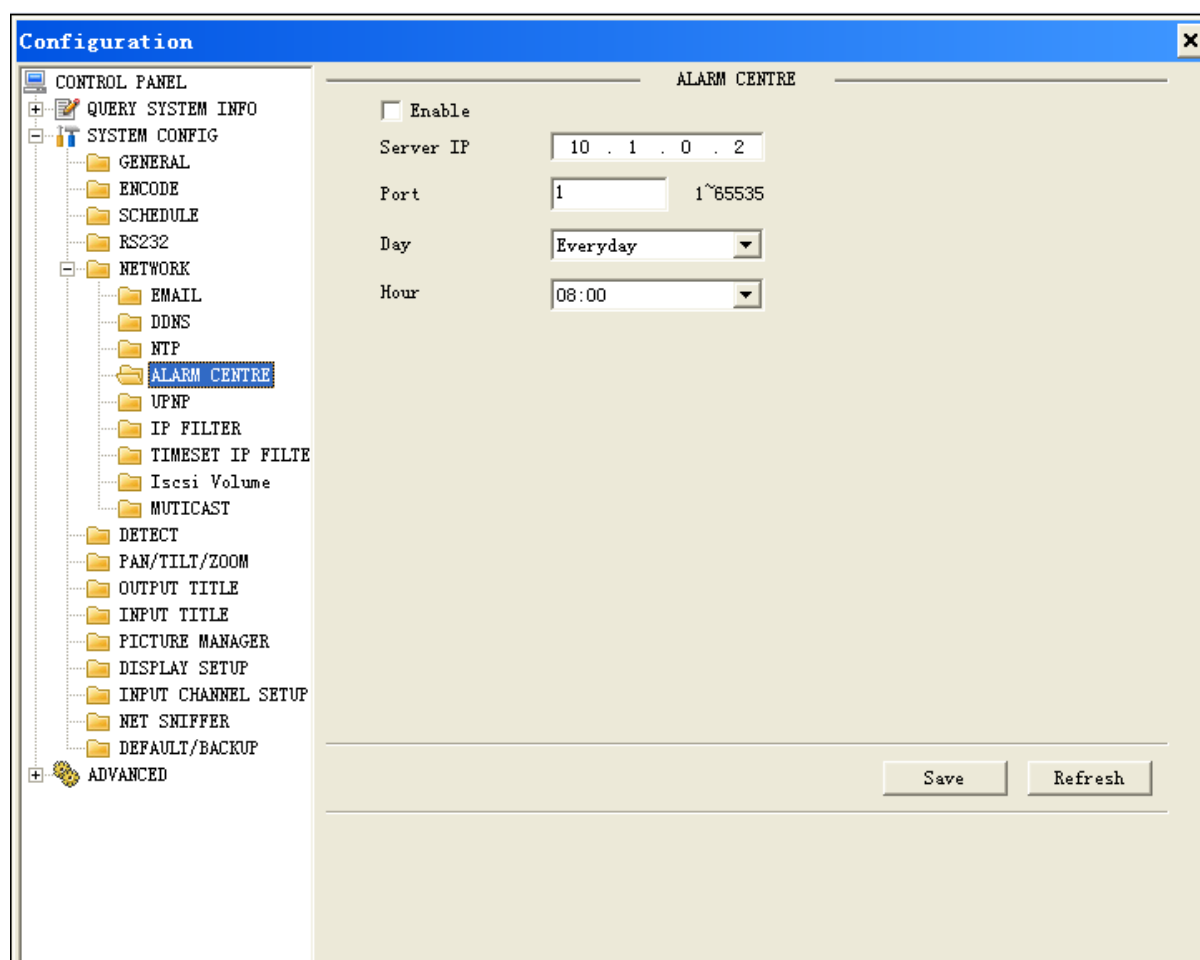 Configuration
CONTROL PANEL
QUERY SYSTEM INFO
SYSTEM CONFIG
GENERAL
ENCODE
SCHEDULE
RS232
NETWORK
EMAIL
DDNS
NTP
ALARM CENTRE
UPNP
IP FILTER
TIMESET IP FILTE
Iscsi Volume
MUTICAST
DETECT
PAN/TILT/ZOOM
OUTPUT TITLE
INPUT TITLE
PICTURE MANAGER
DISPLAY SETUP
INPUT CHANNEL SETUP
NET SNIFFER
DEFAULT/BACKUP
ADVANCED
ALARM CENTRE
Enable
Server IP 10 . 1 . 0 . 2
Port 1 1~65535
Day Everyday
Hour 08:00
Save Refresh